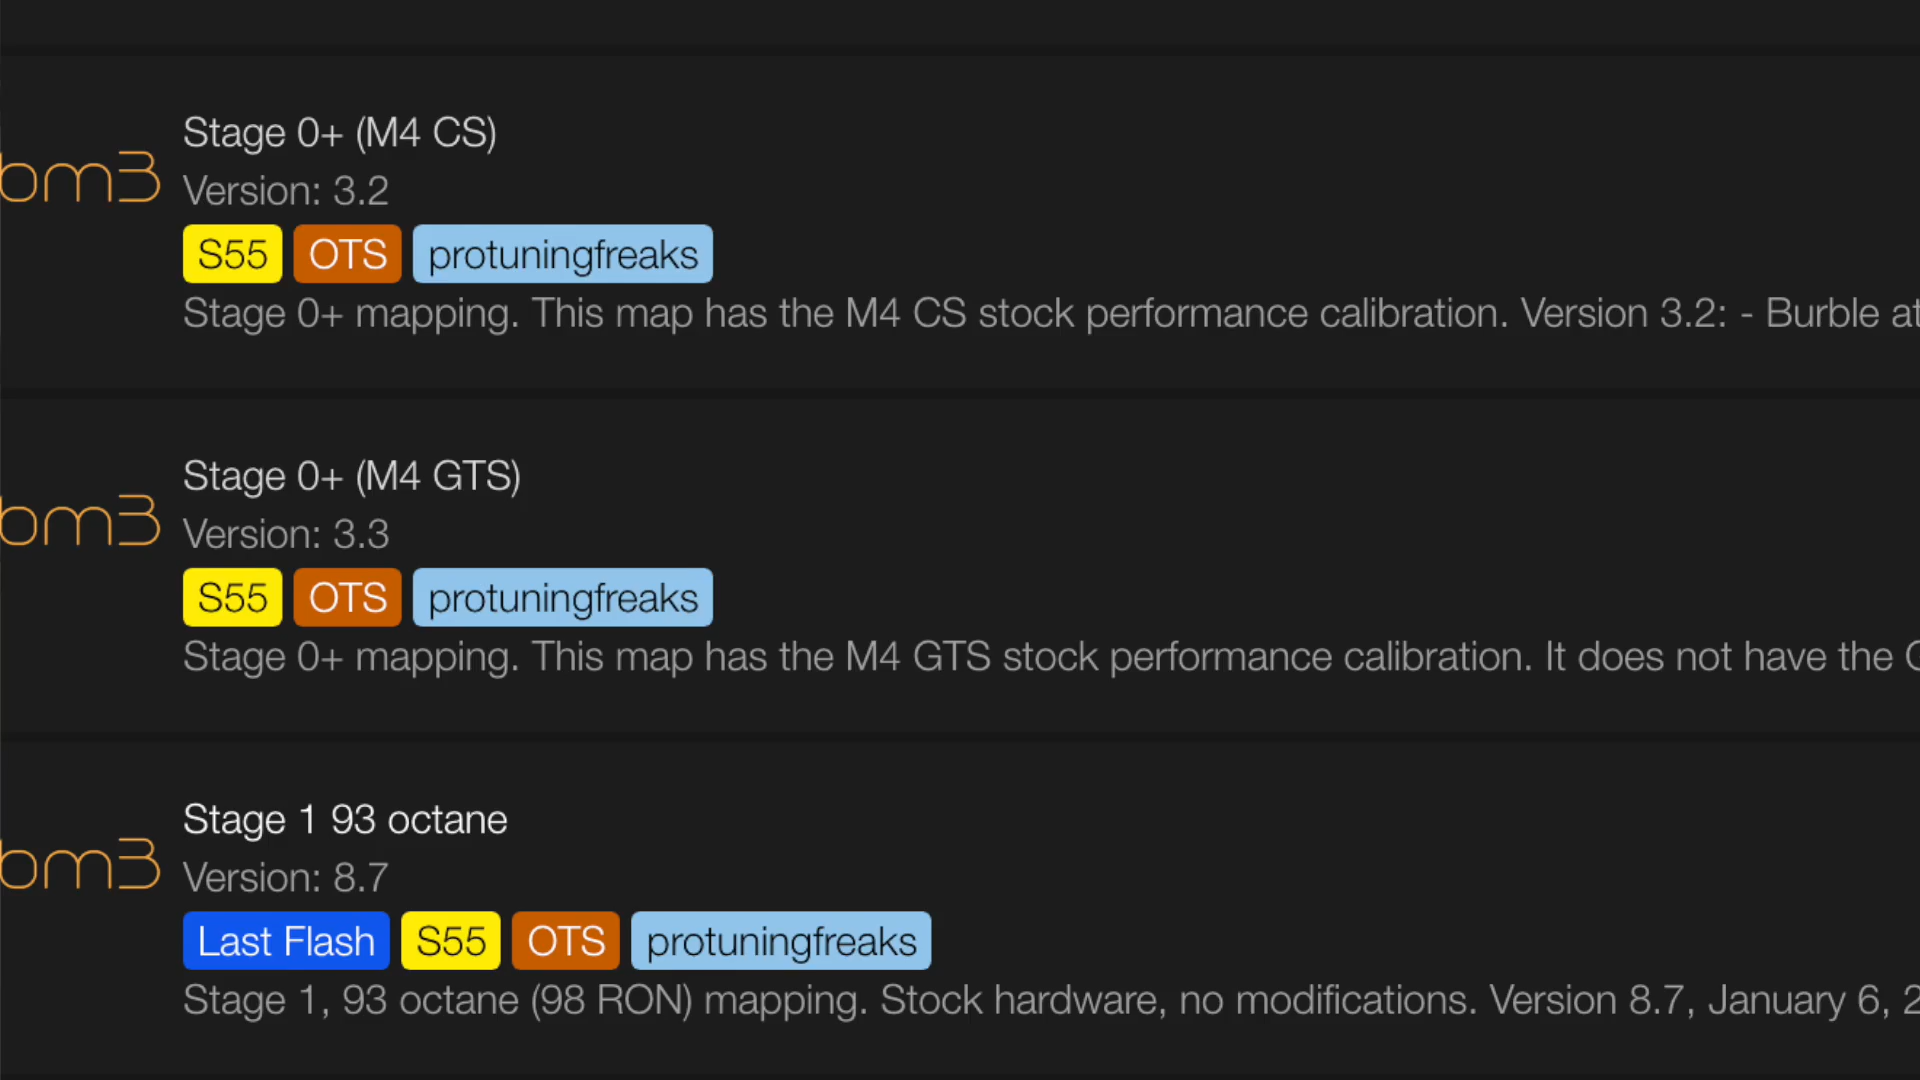 Stage 0+ (M4 CS)
bm3
Version: 3.2
S55 OTS protuningfreaks
Stage 0+ mapping. This map has the M4 CS stock performance calibration. Version 3.2: - Burble at
Stage 0+ (M4 GTS)
bm3
Version: 3.3
S55 OTS protuningfreaks
Stage 0+ mapping. This map has the M4 GTS stock performance calibration. It does not have the
Stage 1 93 octane
bm3
Version: 8.7
Last Flash S55 OTS protuningfreaks
Stage 1, 93 octane (98 RON) mapping. Stock hardware, no modifications. Version 8.7, January 6,